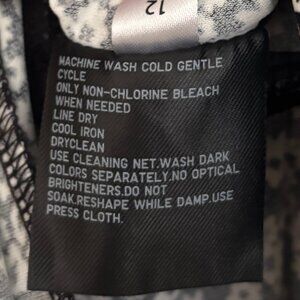 12
MACHINE WASH COLD GENTLE
CYCLE
ONLY NON-CHLORINE BLEACH
WHEN NEEDED
LINE DRY
COOL IRON
DRYCLEAN
USE CLEANING NET.WASH DARK
COLORS SEPARATELY.NO OPTICAL
BRIGHTENERS.DO NOT
SOAK.RESHAPE WHILE DAMP.USE
PRESS CLOTH.